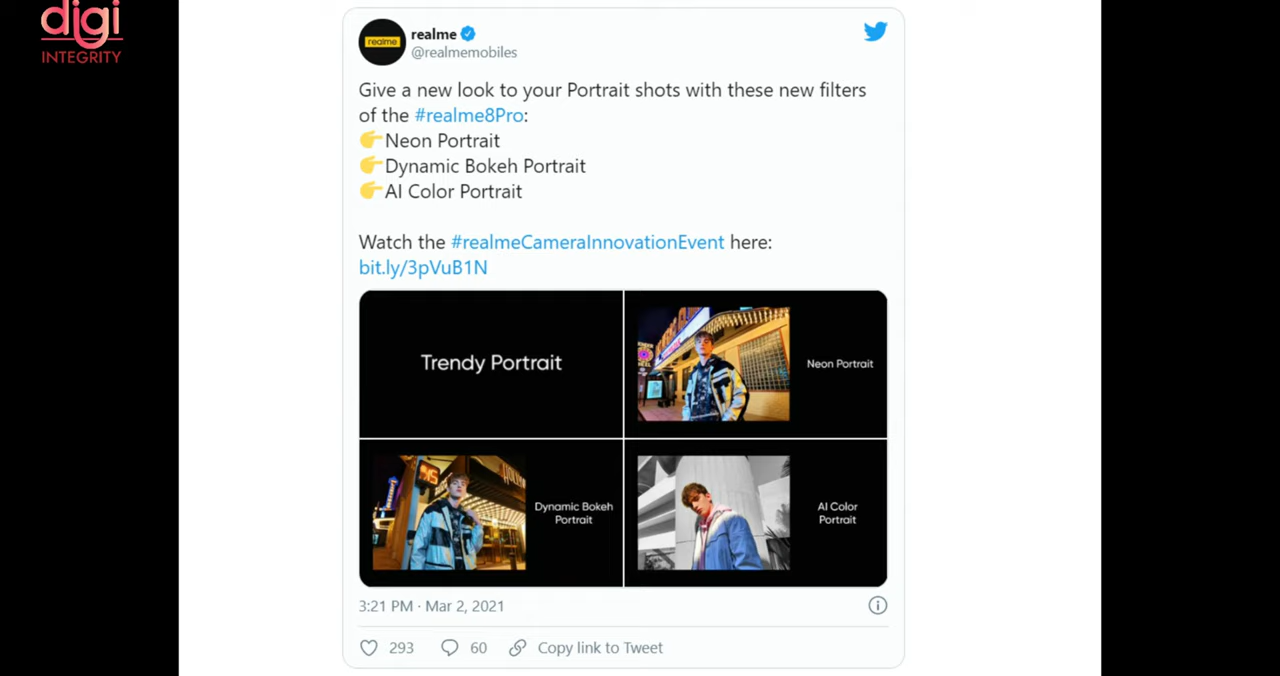 digi
INTEGRITY
realme
realme
@realmemobiles
Give a new look to your Portrait shots with these new filters
of the #realme8Pro:
👉Neon Portrait
👉Dynamic Bokeh Portrait
👉AI Color Portrait
Watch the #realmeCameraInnovationEvent here:
bit.ly/3pVuB1N
Trendy Portrait
Neon Portrait
Dynamic Bokeh
Portrait
AI Color
Portrait
3:21 PM · Mar 2, 2021
293
60
Copy link to Tweet